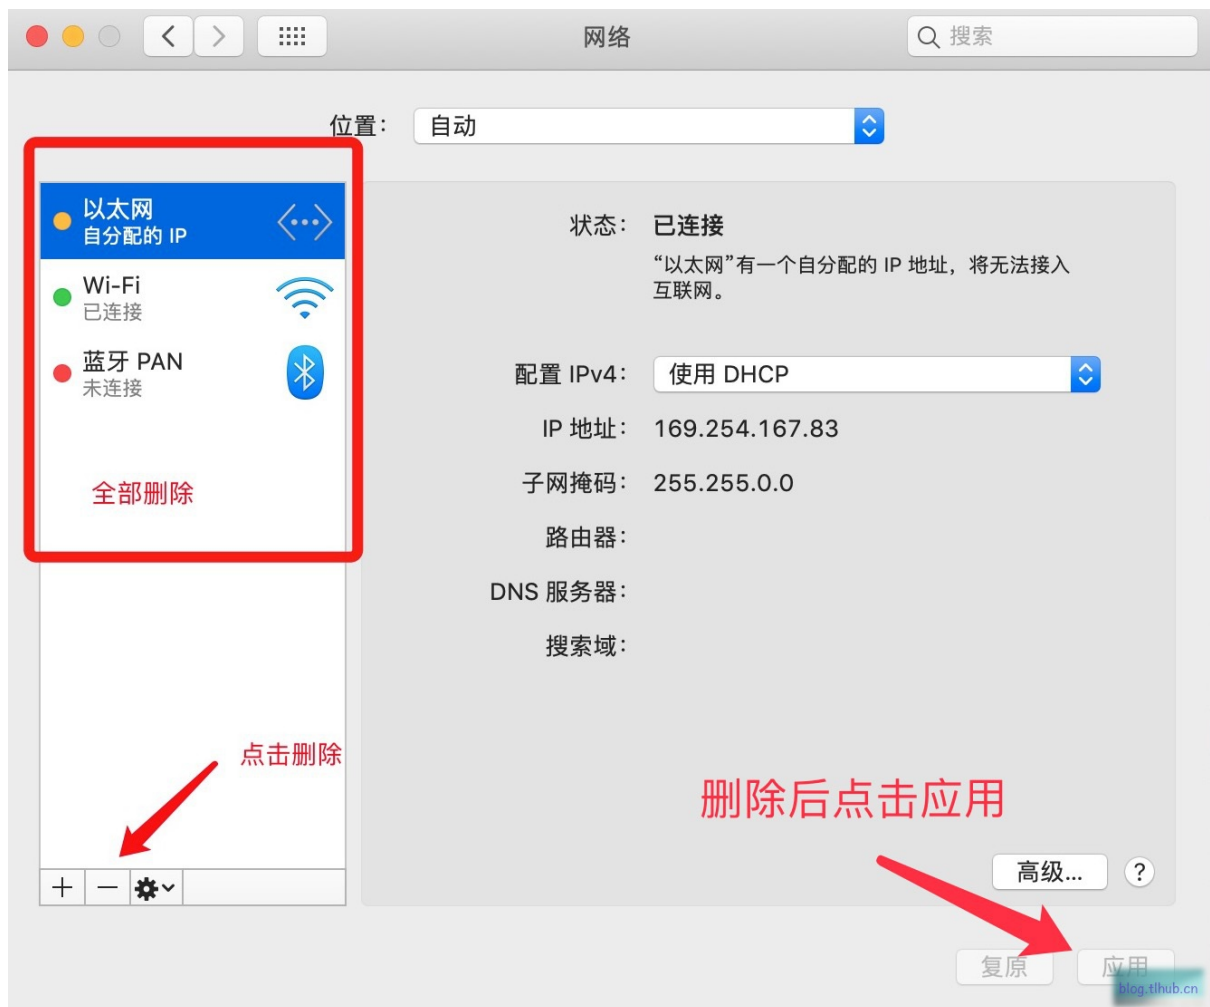 网络
搜索
位置：
自动
以太网
自分配的 IP
Wi-Fi
已连接
蓝牙 PAN
未连接
全部删除
状态：
已连接
“以太网”有一个自分配的 IP 地址，将无法接入
互联网。
配置 IPv4：
使用 DHCP
IP 地址：
169.254.167.83
子网掩码：
255.255.0.0
路由器：
DNS 服务器：
搜索域：
点击删除
删除后点击应用
高级...
?
复原
应用
blog.tlhub.cn